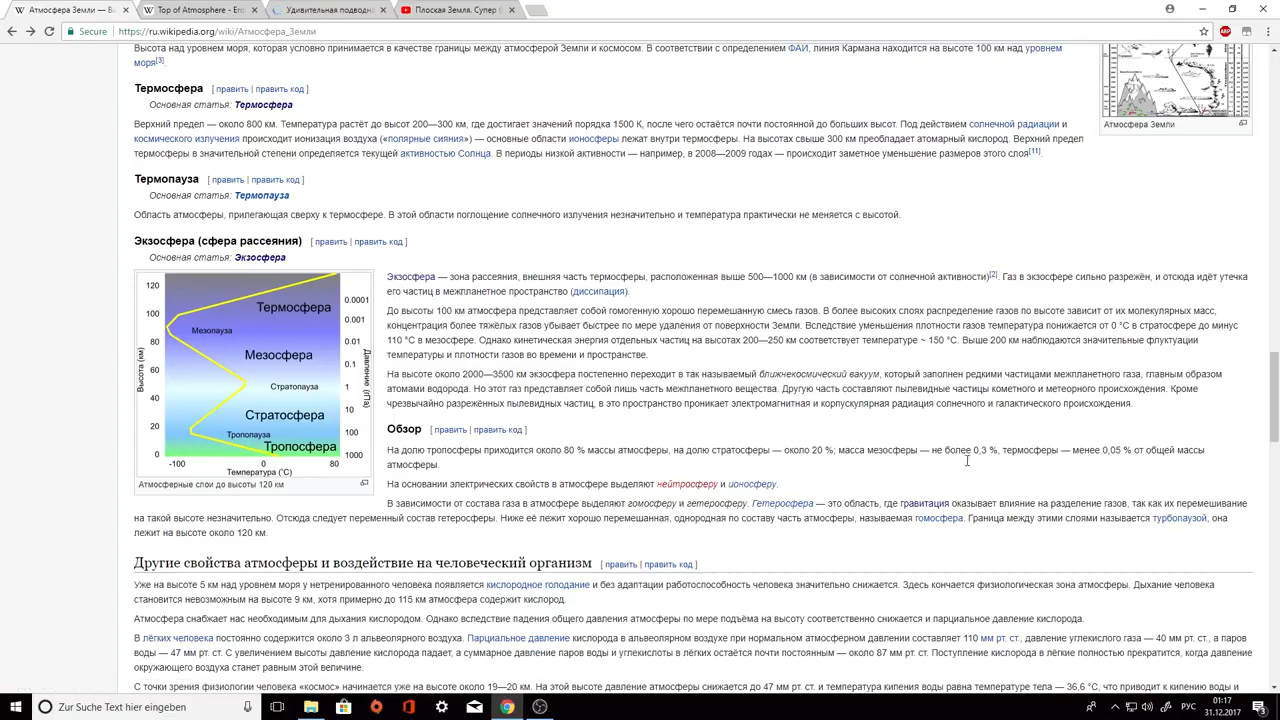 Атмосфера Земли — Ви
Top of Atmosphere - Ero
Удивительная подводн
Плоская Земля. Супер б
Secure
https://ru.wikipedia.org/wiki/Атмосфера_Земли
Высота над уровнем моря, которая условно принимается в качестве границы между атмосферой Земли и космосом. В соответствии с определением ФАИ, линия Кармана находится на высоте 100 км над уровнем
моря[3].
Атмосфера Земли
Термосфера [ править | править код ]
Основная статья: Термосфера
Верхний предел — около 800 км. Температура растёт до высот 200—300 км, где достигает значений порядка 1500 К, после чего остаётся почти постоянной до больших высот. Под действием солнечной радиации и
космического излучения происходит ионизация воздуха («полярные сияния») — основные области ионосферы лежат внутри термосферы. На высотах свыше 300 км преобладает атомарный кислород. Верхний предел
термосферы в значительной степени определяется текущей активностью Солнца. В периоды низкой активности — например, в 2008—2009 годах — происходит заметное уменьшение размеров этого слоя[11].
Термопауза [ править | править код ]
Основная статья: Термопауза
Область атмосферы, прилегающая сверху к термосфере. В этой области поглощение солнечного излучения незначительно и температура практически не меняется с высотой.
Экзосфера (сфера рассеяния) [ править | править код ]
Основная статья: Экзосфера
120
100
80
60
40
20
0
Высота (км)
Термосфера
Мезопауза
Мезосфера
Стратопауза
Стратосфера
Тропопауза
Тропосфера
0.0001
0.001
0.01
0.1
1
10
100
1000
Давление (гПа)
-100 0 80
Температура (°C)
Атмосферные слои до высоты 120 км
Экзосфера — зона рассеяния, внешняя часть термосферы, расположенная выше 500—1000 км (в зависимости от солнечной активности)[2]. Газ в экзосфере сильно разрежён, и отсюда идёт утечка
его частиц в межпланетное пространство (диссипация).
До высоты 100 км атмосфера представляет собой гомогенную хорошо перемешанную смесь газов. В более высоких слоях распределение газов по высоте зависит от их молекулярных масс,
концентрация более тяжёлых газов убывает быстрее по мере удаления от поверхности Земли. Вследствие уменьшения плотности газов температура понижается от 0 °C в стратосфере до минус
110 °C в мезосфере. Однако кинетическая энергия отдельных частиц на высотах 200—250 км соответствует температуре ~ 150 °C. Выше 200 км наблюдаются значительные флуктуации
температуры и плотности газов во времени и пространстве.
На высоте около 2000—3500 км экзосфера постепенно переходит в так называемый ближнекосмический вакуум, который заполнен редкими частицами межпланетного газа, главным образом
атомами водорода. Но этот газ представляет собой лишь часть межпланетного вещества. Другую часть составляют пылевидные частицы кометного и метеорного происхождения. Кроме
чрезвычайно разрежённых пылевидных частиц, в это пространство проникает электромагнитная и корпускулярная радиация солнечного и галактического происхождения.
Обзор [ править | править код ]
На долю тропосферы приходится около 80 % массы атмосферы, на долю стратосферы — около 20 %; масса мезосферы — не более 0,3 %, термосферы — менее 0,05 % от общей массы
атмосферы.
На основании электрических свойств в атмосфере выделяют нейтросферу и ионосферу.
В зависимости от состава газа в атмосфере выделяют гомосферу и гетеросферу. Гетеросфера — это область, где гравитация оказывает влияние на разделение газов, так как их перемешивание
на такой высоте незначительно. Отсюда следует переменный состав гетеросферы. Ниже её лежит хорошо перемешанная, однородная по составу часть атмосферы, называемая гомосфера. Граница между этими слоями называется турбопаузой, она
лежит на высоте около 120 км.
Другие свойства атмосферы и воздействие на человеческий организм [ править | править код ]
Уже на высоте 5 км над уровнем моря у нетренированного человека появляется кислородное голодание и без адаптации работоспособность человека значительно снижается. Здесь кончается физиологическая зона атмосферы. Дыхание человека
становится невозможным на высоте 9 км, хотя примерно до 115 км атмосфера содержит кислород.
Атмосфера снабжает нас необходимым для дыхания кислородом. Однако вследствие падения общего давления атмосферы по мере подъёма на высоту соответственно снижается и парциальное давление кислорода.
В лёгких человека постоянно содержится около 3 л альвеолярного воздуха. Парциальное давление кислорода в альвеолярном воздухе при нормальном атмосферном давлении составляет 110 мм рт. ст., давление углекислого газа — 40 мм рт. ст., а паров
воды — 47 мм рт. ст. С увеличением высоты давление кислорода падает, а суммарное давление паров воды и углекислоты в лёгких остаётся почти постоянным — около 87 мм рт. ст. Поступление кислорода в лёгкие полностью прекратится, когда давление
окружающего воздуха станет равным этой величине.
С точки зрения физиологии человека «космос» начинается уже на высоте около 19—20 км. На этой высоте давление атмосферы снижается до 47 мм рт. ст. и температура кипения воды равна температуре тела — 36,6 °C, что приводит к кипению воды и
Zur Suche Text hier eingeben
РУС
01:17
31.12.2017